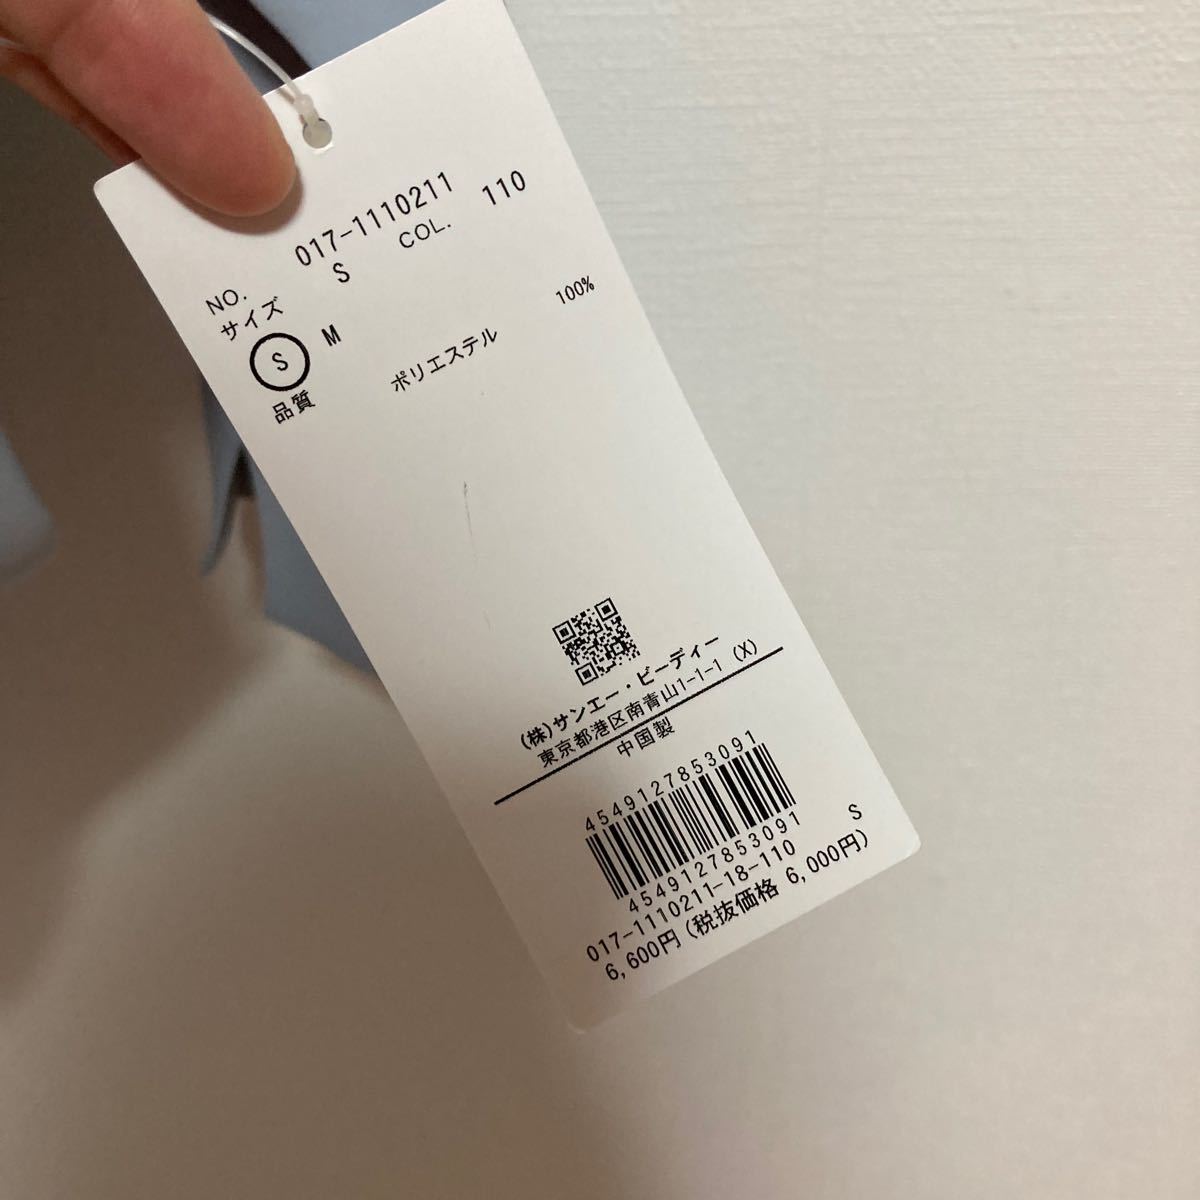 NO. 017-1110211
サイズ S COL. 110
S M
品質 ポリエステル 100%
(株)サンエー・ビーディー
東京都港区南青山1-1-1 (X)
中国製
4549127853091
4549127853091
017-1110211-18-110 S
6,600円(税抜価格 6,000円)